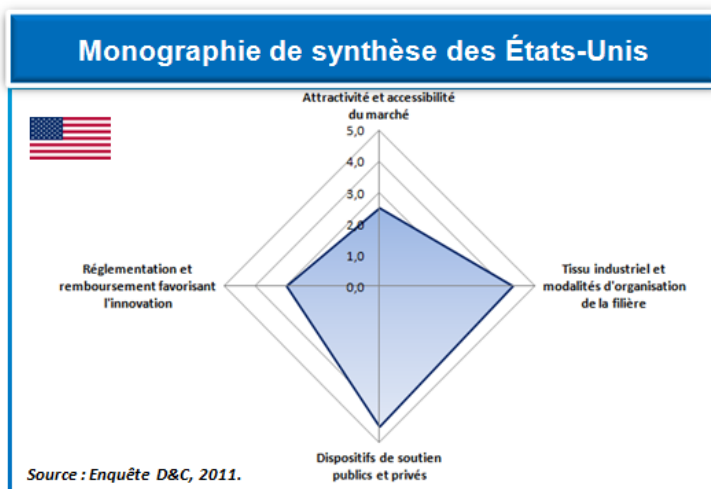 Monographie de synthèse des États-Unis
Attractivité et accessibilité
du marché
5,0
4,0
3,0
2,0
1,0
0,0
Réglementation et
remboursement favorisant
l'innovation
Tissu industriel et
modalités d'organisation
de la filière
Dispositifs de soutien
publics et privés
Source : Enquête D&C, 2011.